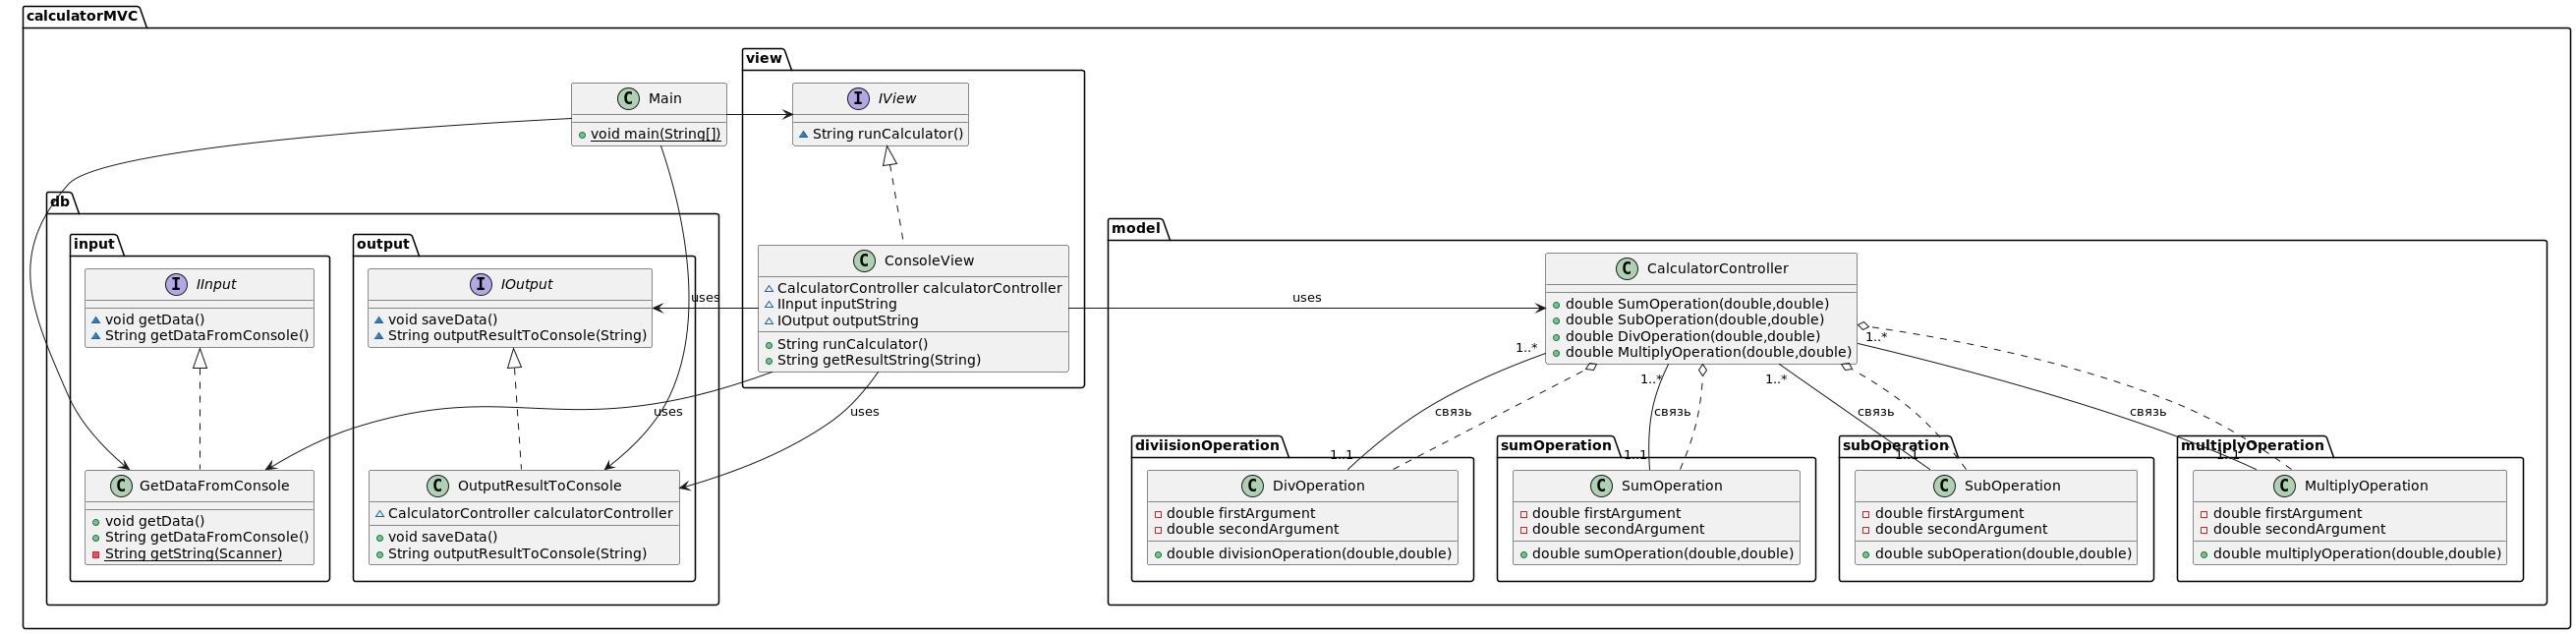 calculatorMVC
view
Main
void main(String[])
IView
String runCalculator()
db
input
IInput
void getData()
String getDataFromConsole()
output
IOutput
void saveData()
String outputResultToConsole(String)
uses
ConsoleView
CalculatorController calculatorController
IInput inputString
IOutput outputString
String runCalculator()
String getResultString(String)
uses
model
CalculatorController
double SumOperation(double,double)
double SubOperation(double,double)
double DivOperation(double,double)
double MultiplyOperation(double,double)
1..*
1..*
1..*
1..*
uses
uses
связь
связь
связь
связь
1..1
1..1
1..1
1..1
GetDataFromConsole
void getData()
String getDataFromConsole()
String getString(Scanner)
OutputResultToConsole
CalculatorController calculatorController
void saveData()
String outputResultToConsole(String)
diviisionOperation
DivOperation
double firstArgument
double secondArgument
double divisionOperation(double,double)
sumOperation
SumOperation
double firstArgument
double secondArgument
double sumOperation(double,double)
subOperation
SubOperation
double firstArgument
double secondArgument
double subOperation(double,double)
multiplyOperation
MultiplyOperation
double firstArgument
double secondArgument
double multiplyOperation(double,double)